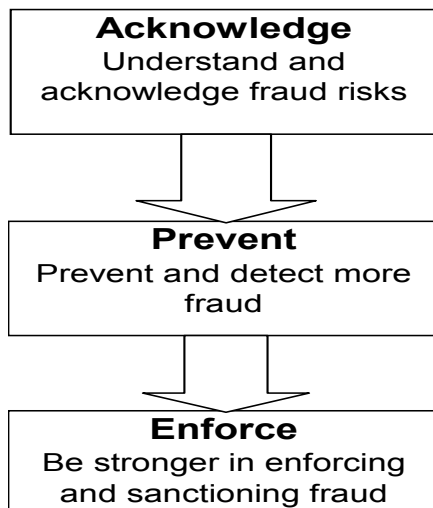 Acknowledge
Understand and
acknowledge fraud risks
Prevent
Prevent and detect more
fraud
Enforce
Be stronger in enforcing
and sanctioning fraud